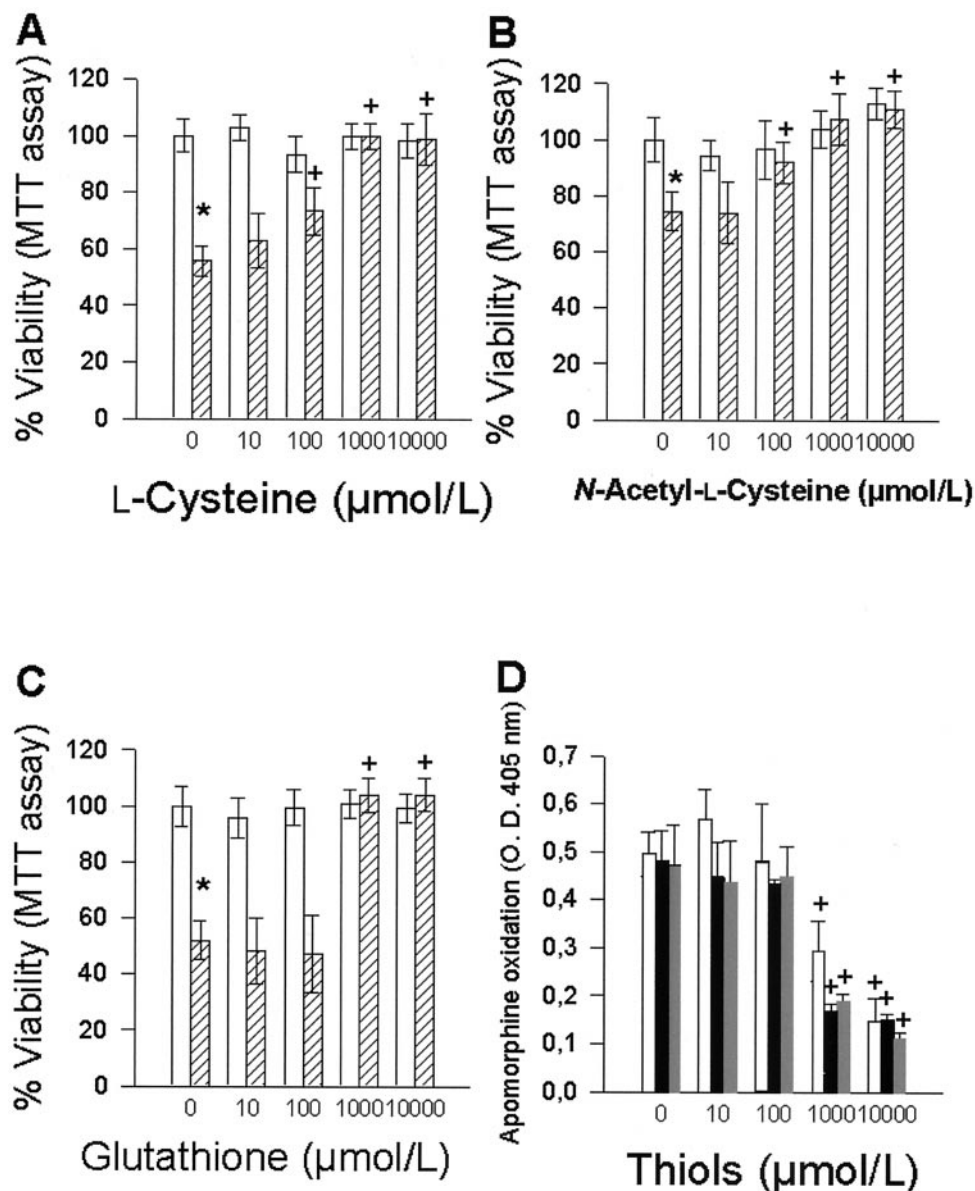 A
% Viability (MTT assay)
120
100
80
60
40
20
0
*
+
+
+
0 10 100 1000 10000
L-Cysteine (µmol/L)
B
% Viability (MTT assay)
120
100
80
60
40
20
0
*
+
+
+
0 10 100 1000 10000
N-Acetyl-L-Cysteine (µmol/L)
C
% Viability (MTT assay)
120
100
80
60
40
20
0
*
+
+
0 10 100 1000 10000
Glutathione (µmol/L)
D
Apomorphine oxidation (O. D. 405 nm)
0,7
0,6
0,5
0,4
0,3
0,2
0,1
0,0
+
+
+
+
+
+
0 10 100 1000 10000
Thiols (µmol/L)